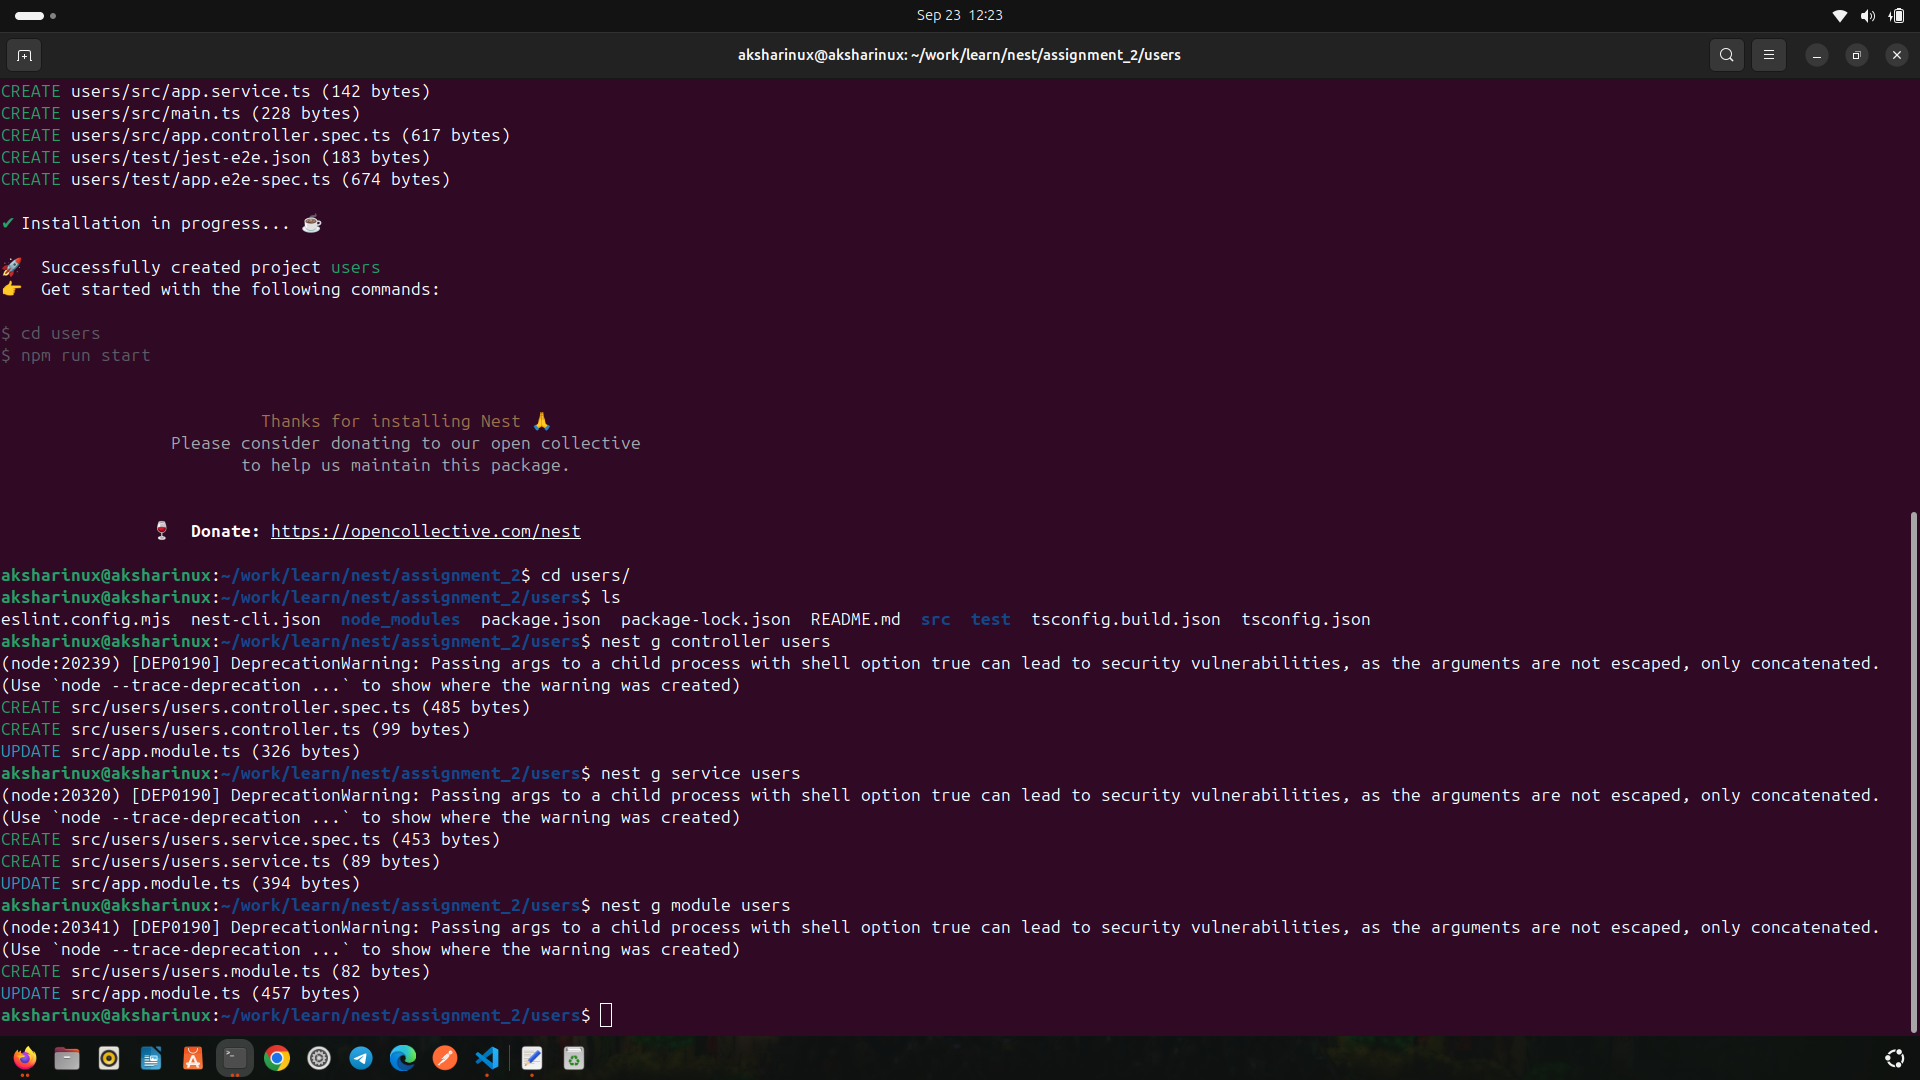 Sep 23 12:23
aksharinux@aksharinux: ~/work/learn/nest/assignment_2/users
CREATE users/src/app.service.ts (142 bytes)
CREATE users/src/main.ts (228 bytes)
CREATE users/src/app.controller.spec.ts (617 bytes)
CREATE users/test/jest-e2e.json (183 bytes)
CREATE users/test/app.e2e-spec.ts (674 bytes)
✔ Installation in progress... ☕
🚀 Successfully created project users
👉 Get started with the following commands:
$ cd users
$ npm run start
Thanks for installing Nest 🙏
Please consider donating to our open collective
to help us maintain this package.
🍷 Donate: https://opencollective.com/nest
aksharinux@aksharinux:~/work/learn/nest/assignment_2$ cd users/
aksharinux@aksharinux:~/work/learn/nest/assignment_2/users$ ls
eslint.config.mjs nest-cli.json node_modules package.json package-lock.json README.md src test tsconfig.build.json tsconfig.json
aksharinux@aksharinux:~/work/learn/nest/assignment_2/users$ nest g controller users
(node:20239) [DEP0190] DeprecationWarning: Passing args to a child process with shell option true can lead to security vulnerabilities, as the arguments are not escaped, only concatenated.
(Use `node --trace-deprecation ...` to show where the warning was created)
CREATE src/users/users.controller.spec.ts (485 bytes)
CREATE src/users/users.controller.ts (99 bytes)
UPDATE src/app.module.ts (326 bytes)
aksharinux@aksharinux:~/work/learn/nest/assignment_2/users$ nest g service users
(node:20320) [DEP0190] DeprecationWarning: Passing args to a child process with shell option true can lead to security vulnerabilities, as the arguments are not escaped, only concatenated.
(Use `node --trace-deprecation ...` to show where the warning was created)
CREATE src/users/users.service.spec.ts (453 bytes)
CREATE src/users/users.service.ts (89 bytes)
UPDATE src/app.module.ts (394 bytes)
aksharinux@aksharinux:~/work/learn/nest/assignment_2/users$ nest g module users
(node:20341) [DEP0190] DeprecationWarning: Passing args to a child process with shell option true can lead to security vulnerabilities, as the arguments are not escaped, only concatenated.
(Use `node --trace-deprecation ...` to show where the warning was created)
CREATE src/users/users.module.ts (82 bytes)
UPDATE src/app.module.ts (457 bytes)
aksharinux@aksharinux:~/work/learn/nest/assignment_2/users$